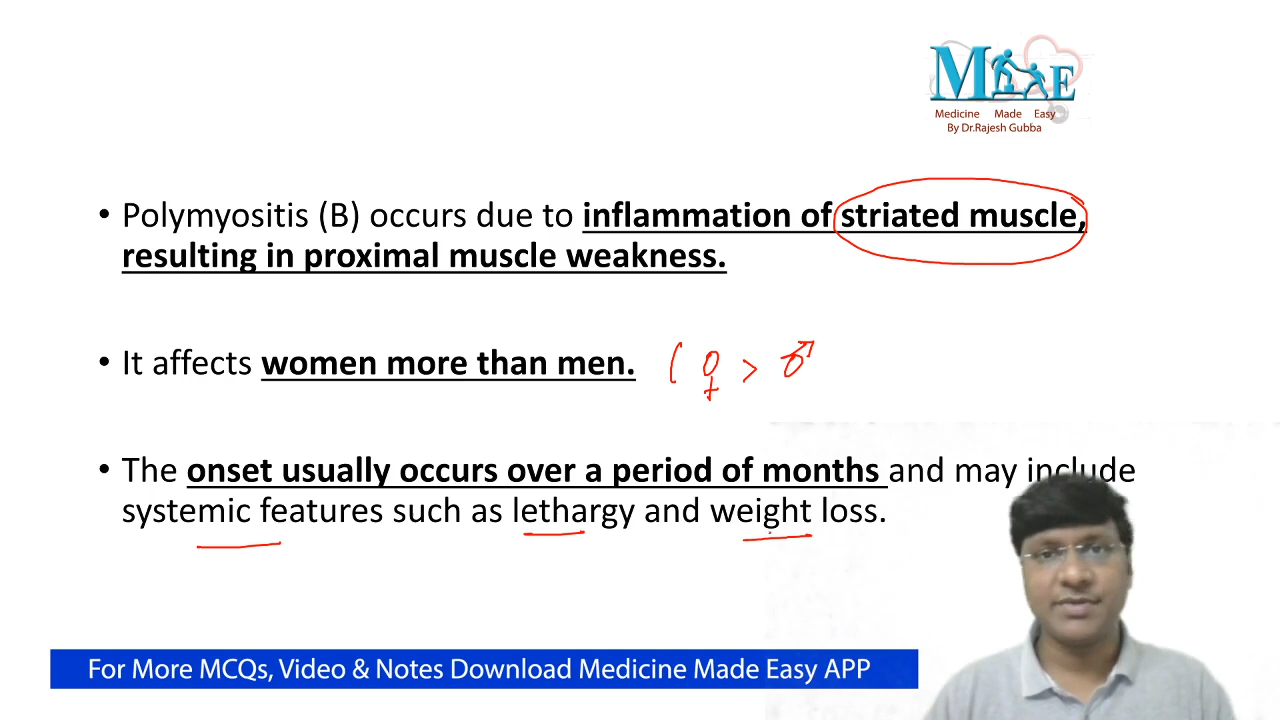 MME
Medicine Made Easy
By Dr.Rajesh Gubba
• Polymyositis (B) occurs due to inflammation of striated muscle,
resulting in proximal muscle weakness.
• It affects women more than men. ( ♀ > ♂
• The onset usually occurs over a period of months and may include
systemic features such as lethargy and weight loss.
For More MCQs, Video & Notes Download Medicine Made Easy APP